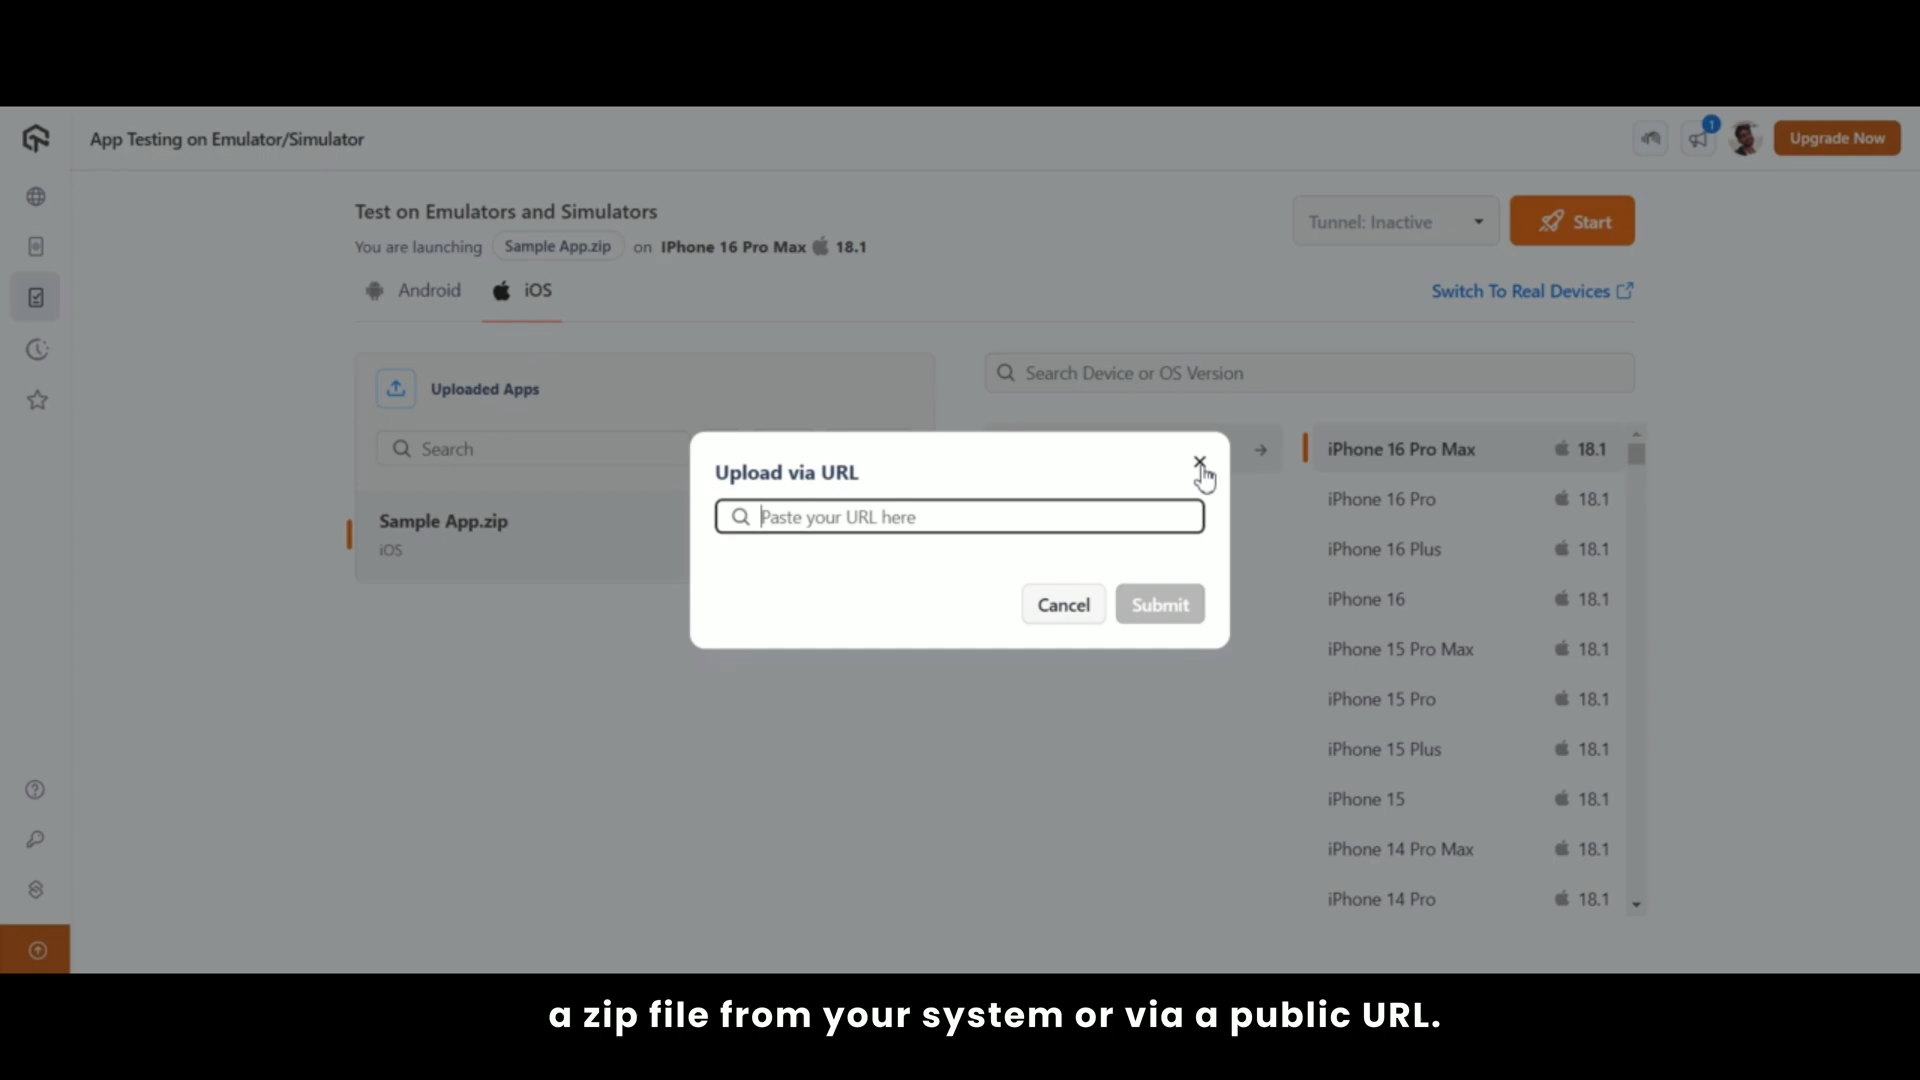 App Testing on Emulator/Simulator
1
Upgrade Now
Test on Emulators and Simulators
You are launching Sample App.zip on IPhone 16 Pro Max 18.1
Tunnel: Inactive
Start
Android
iOS
Switch To Real Devices
Uploaded Apps
Search
Sample App.zip
iOS
Search Device or OS Version
Upload via URL
Paste your URL here
Cancel
Submit
iPhone 16 Pro Max 18.1
iPhone 16 Pro 18.1
iPhone 16 Plus 18.1
iPhone 16 18.1
iPhone 15 Pro Max 18.1
iPhone 15 Pro 18.1
iPhone 15 Plus 18.1
iPhone 15 18.1
iPhone 14 Pro Max 18.1
iPhone 14 Pro 18.1
a zip file from your system or via a public URL.